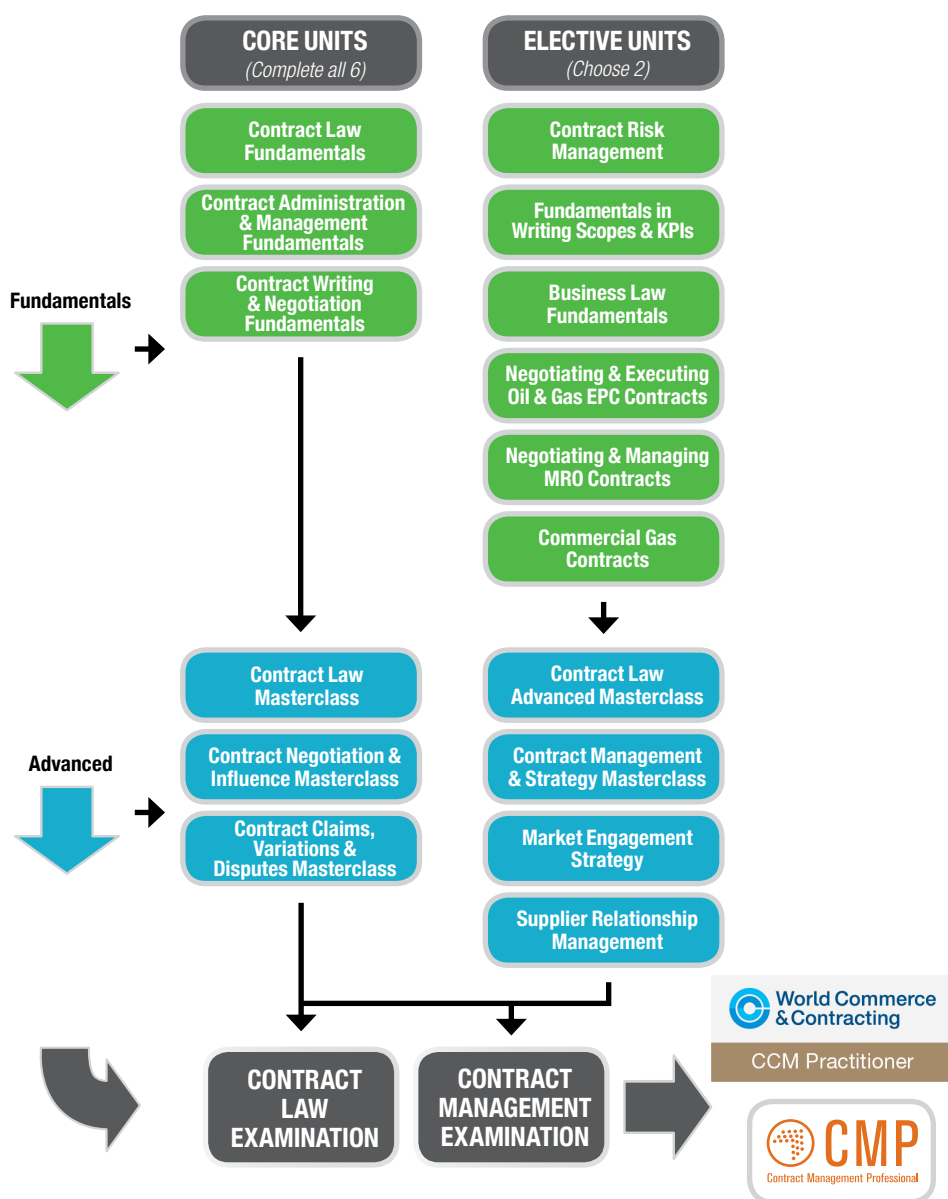 CORE UNITS
(Complete all 6)
Contract Law
Fundamentals
Contract Administration
& Management
Fundamentals
Contract Writing
& Negotiation
Fundamentals
ELECTIVE UNITS
(Choose 2)
Contract Risk
Management
Fundamentals in
Writing Scopes & KPIs
Business Law
Fundamentals
Negotiating & Executing
Oil & Gas EPC Contracts
Negotiating & Managing
MRO Contracts
Commercial Gas
Contracts
Fundamentals
Contract Law
Masterclass
Contract Negotiation &
Influence Masterclass
Contract Claims,
Variations &
Disputes Masterclass
Contract Law
Advanced Masterclass
Contract Management
& Strategy Masterclass
Market Engagement
Strategy
Supplier Relationship
Management
Advanced
CONTRACT
LAW
EXAMINATION
CONTRACT
MANAGEMENT
EXAMINATION
World Commerce
& Contracting
CCM Practitioner
CMP
Contract Management Professional